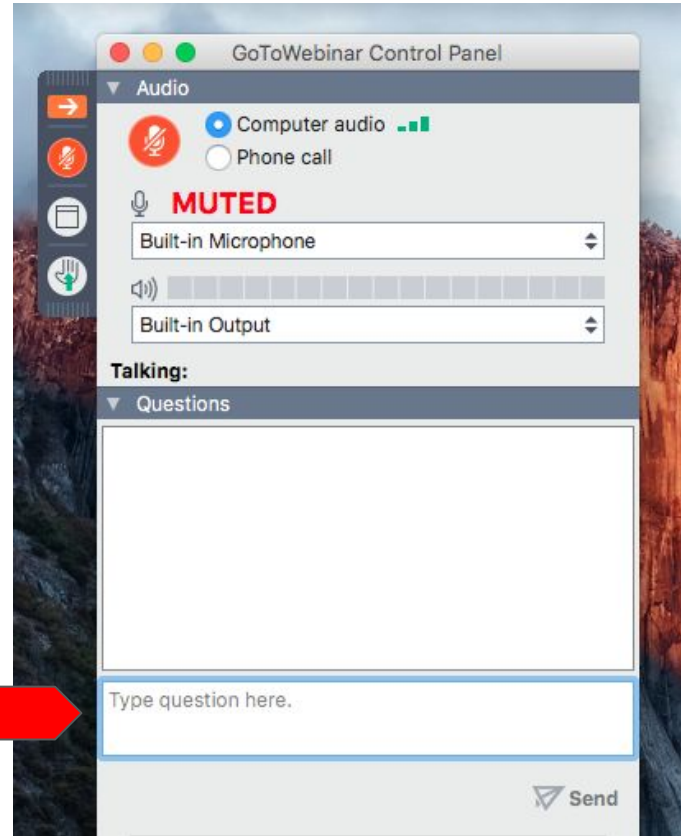 GoToWebinar Control Panel
Audio
Computer audio
Phone call
MUTED
Built-in Microphone
Built-in Output
Talking:
Questions
Type question here.
Send